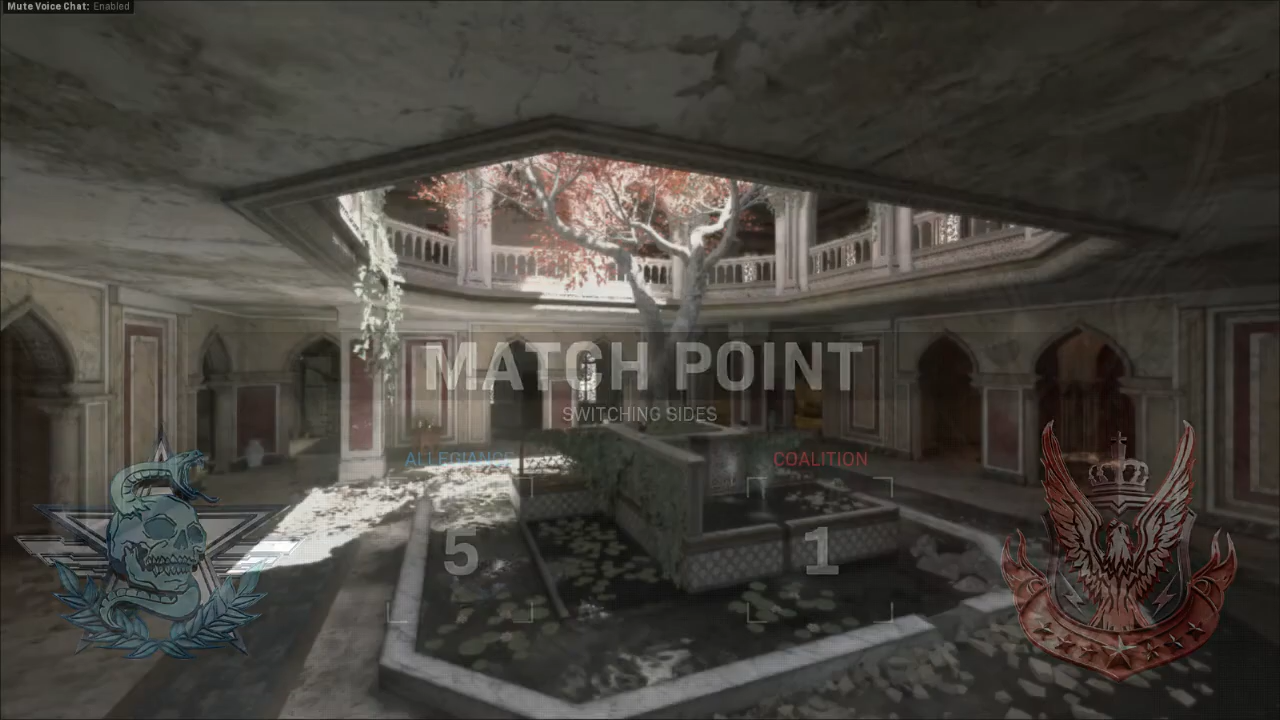 Mute Voice Chat: Enabled
MATCH POINT
SWITCHING SIDES
ALLEGIANCE
COALITION
5
1